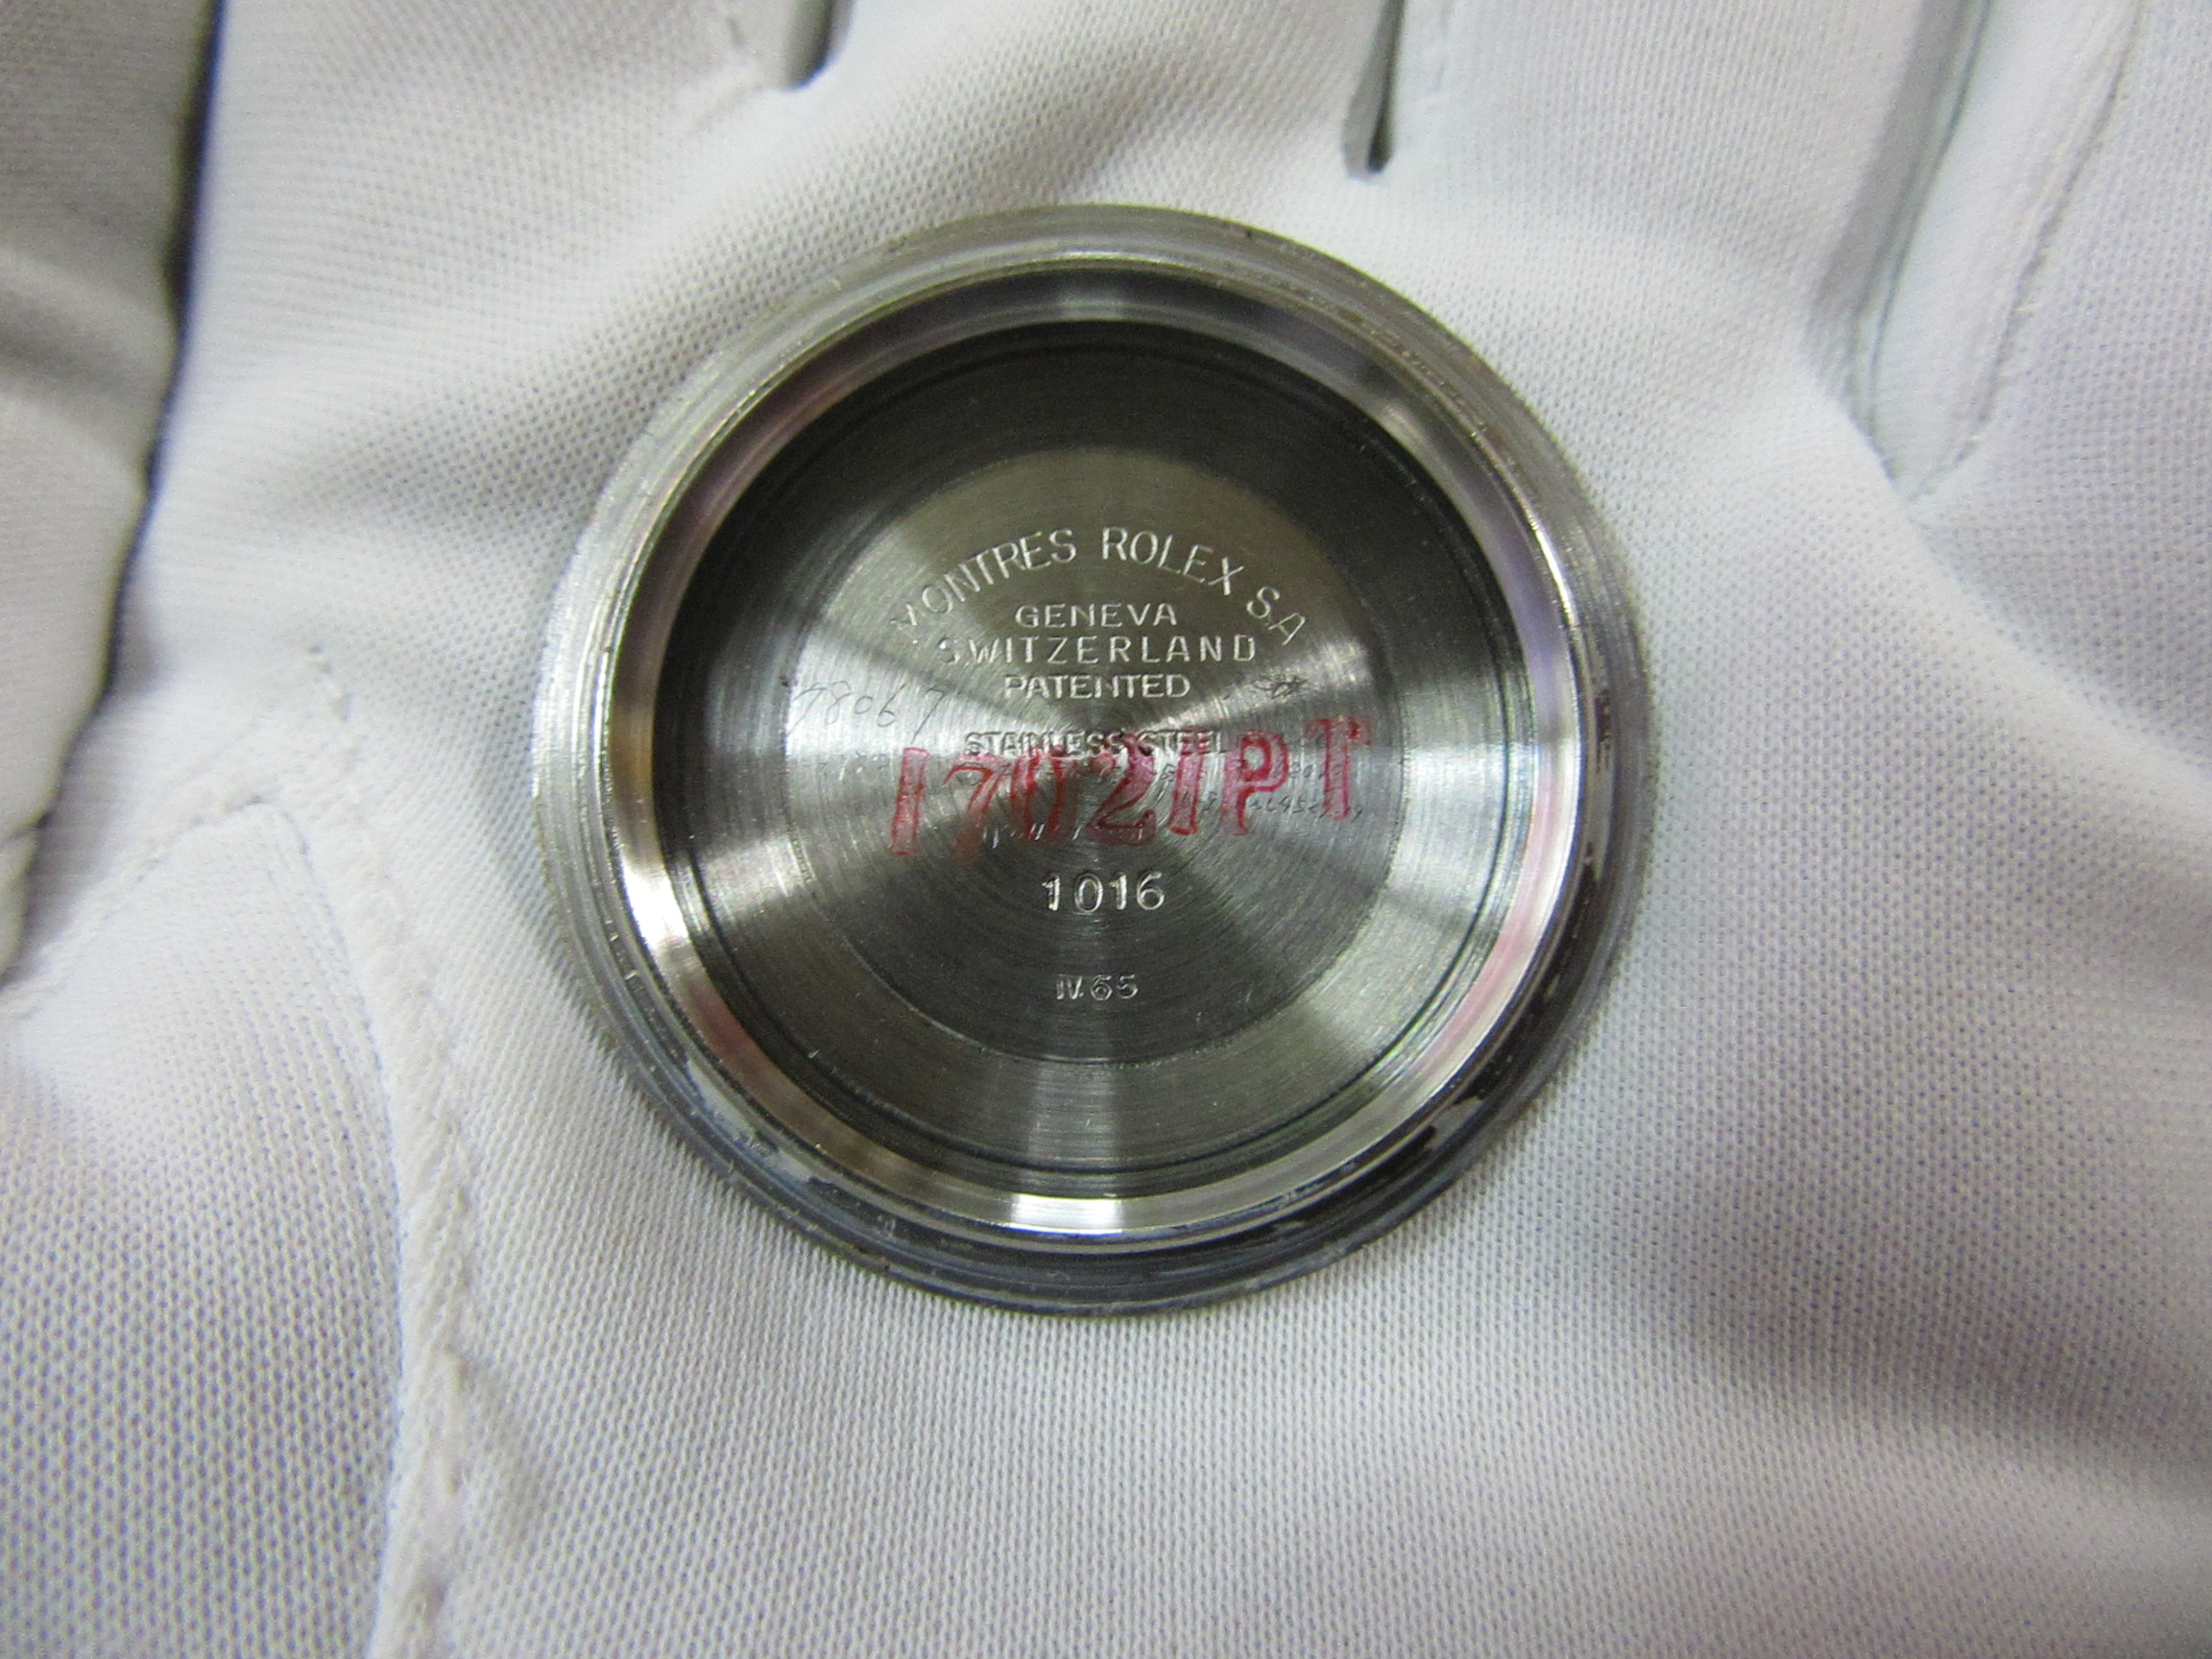 MONTRES ROLEX S.A
GENEVA
SWITZERLAND
PATENTED
STAINLESS STEEL
17021PT
1016
IV.65